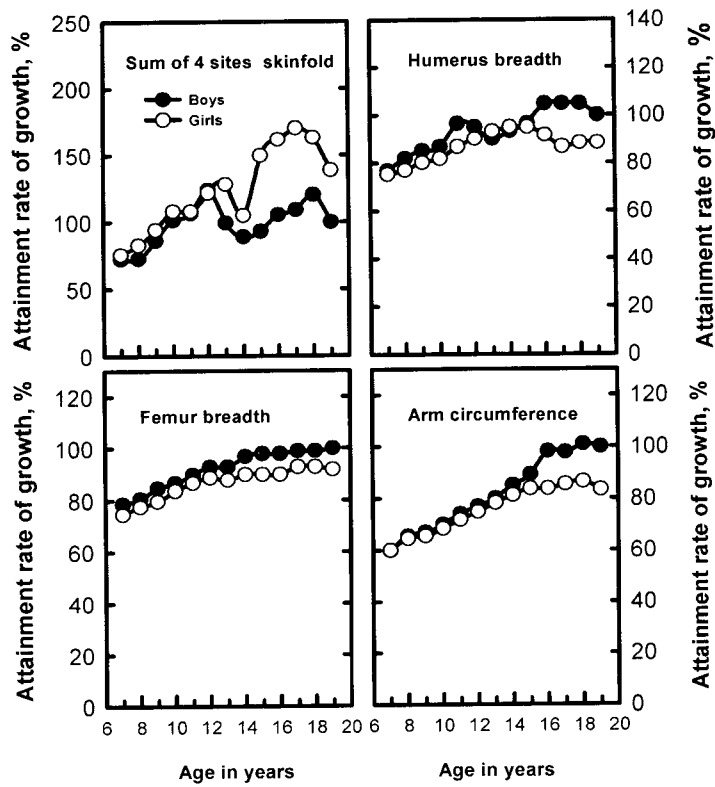 Attainment rate of growth, %
250
200
150
100
50
0
Sum of 4 sites skinfold
Boys
Girls
Humerus breadth
140
120
100
80
60
40
20
0
Attainment rate of growth, %
Attainment rate of growth, %
120
100
80
60
40
20
0
Femur breadth
Arm circumference
120
100
80
60
40
20
0
Attainment rate of growth, %
6 8 10 12 14 16 18 20
6 8 10 12 14 16 18 20
Age in years
Age in years